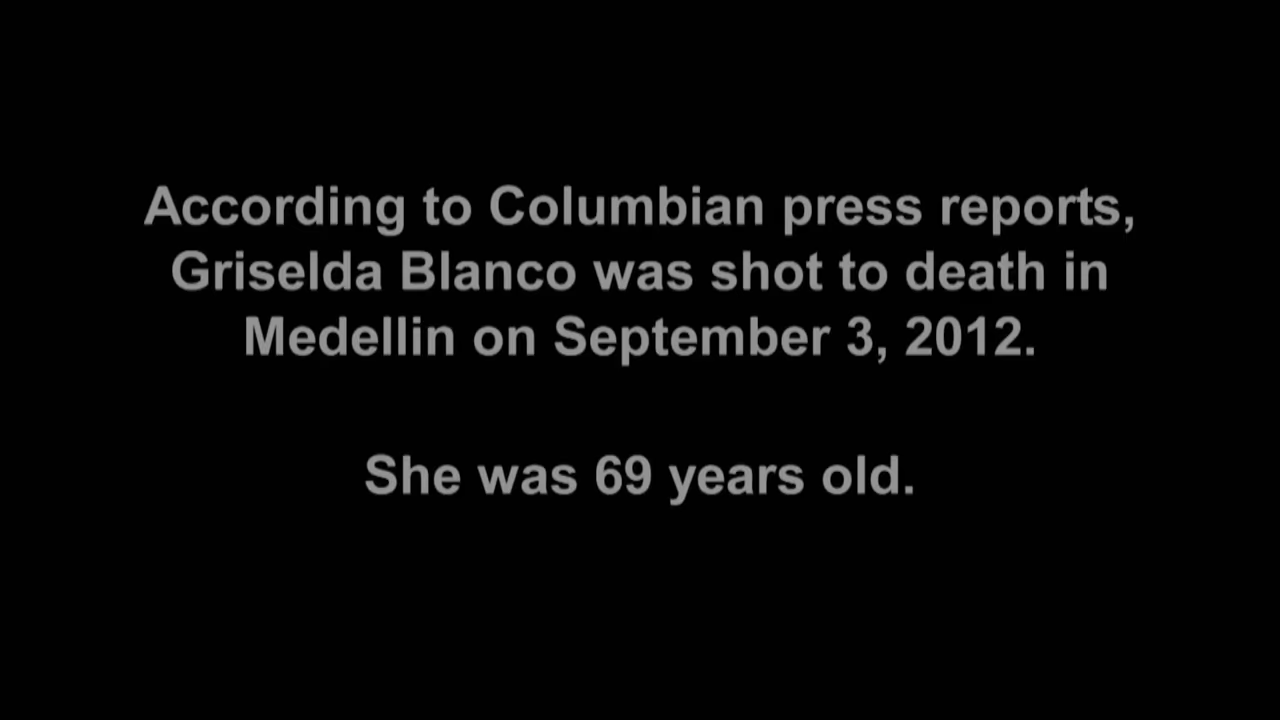 According to Columbian press reports,
Griselda Blanco was shot to death in
Medellin on September 3, 2012.
She was 69 years old.